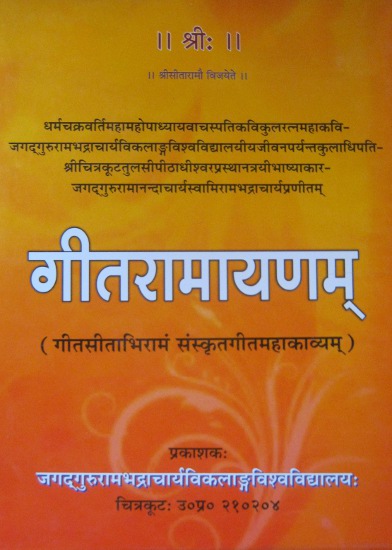 ।। श्रीः ।।
।। श्रीसीतारामौ विजयेते ।।
धर्मचक्रवर्तिमहामहोपाध्यायवाचस्पतिकविकुलरत्नमहाकवि-
जगद्गुरुरामभद्राचार्यविकलाङ्गविश्वविद्यालयीयजीवनपर्यन्तकुलाधिपति-
श्रीचित्रकूटतुलसीपीठाधीश्वरप्रस्थानत्रयीभाष्याकार-
जगद्गुरुरामानन्दाचार्यस्वामिरामभद्राचार्यप्रणीतम्
गीतरामायणम्
( गीतसीताभिरामं संस्कृतगीतमहाकाव्यम् )
प्रकाशकः
जगद्गुरुरामभद्राचार्यविकलाङ्गविश्वविद्यालयः
चित्रकूटः उ०प्र० २१०२०४